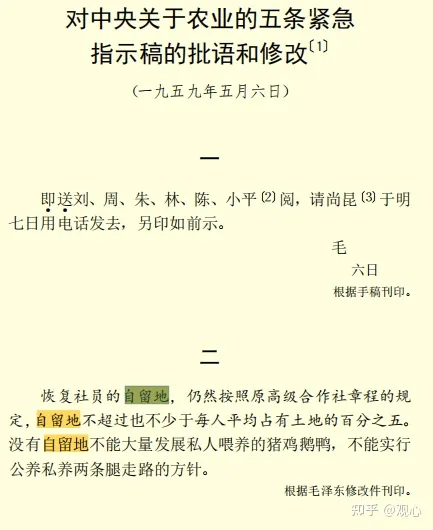 对中央关于农业的五条紧急
指示稿的批语和修改〔1〕
(一九五九年五月六日)
一
即送刘、周、朱、林、陈、小平〔2〕阅，请尚昆〔3〕于明
七日用电话发去，另印如前示。
毛
六日
根据手稿刊印。
二
恢复社员的自留地，仍然按照原高级合作社章程的规
定，自留地不超过也不少于每人平均占有土地的百分之五。
没有自留地不能大量发展私人喂养的猪鸡鹅鸭，不能实行
公养私养两条腿走路的方针。
根据毛泽东修改件刊印。
知乎 @观心